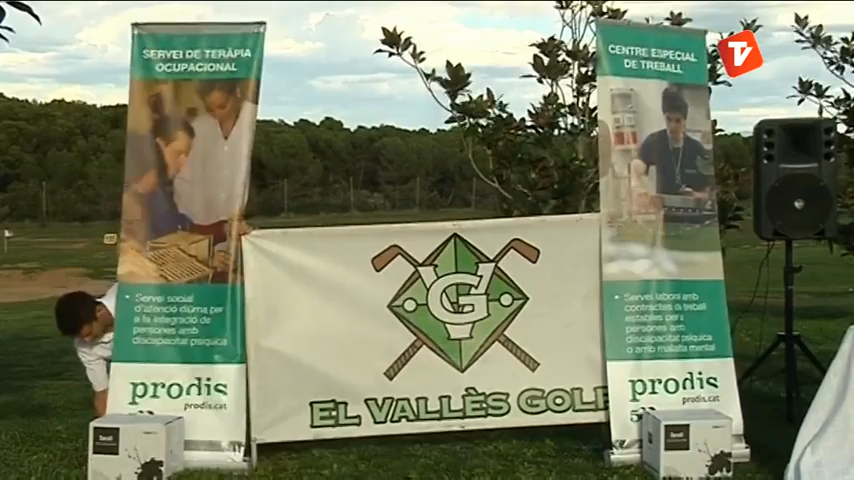 SERVEI DE TERÀPIA
OCUPACIONAL
• Servei social
d'atenció diürna per
a la integració de
persones amb
discapacitat psíquica
prodis
prodis.cat
G
EL VALLÈS GOLF
CENTRE ESPECIAL
DE TREBALL
TV
• Servei laboral amb
contractes de treball
estables per a
persones amb
discapacitat psíquica
o amb malaltia mental
prodis
prodis.cat